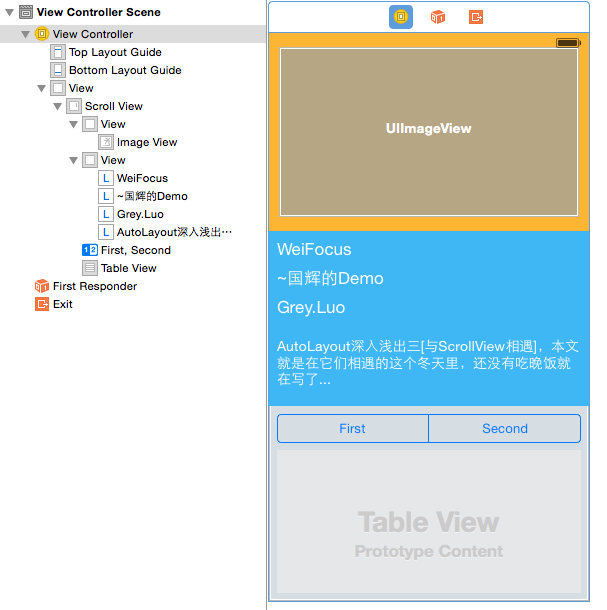 View Controller Scene
View Controller
Top Layout Guide
Bottom Layout Guide
View
Scroll View
View
Image View
View
L WeiFocus
L ~国辉的Demo
L Grey.Luo
L AutoLayout深入浅出…
1 2 First, Second
Table View
First Responder
Exit
UIImageView
WeiFocus
~国辉的Demo
Grey.Luo
AutoLayout深入浅出三[与ScrollView相遇]，本文
就是在它们相遇的这个冬天里，还没有吃晚饭就
在写了...
First
Second
Table View
Prototype Content